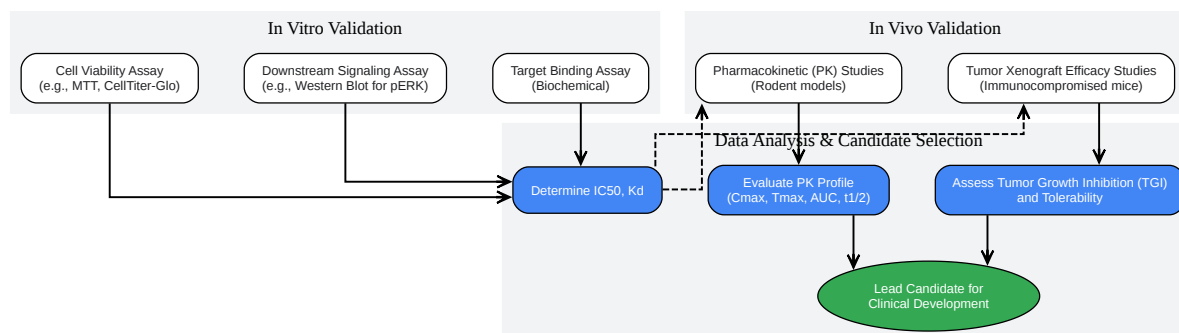 In Vitro Validation
In Vivo Validation
Cell Viability Assay
(e.g., MTT, CellTiter-Glo)
Downstream Signaling Assay
(e.g., Western Blot for pERK)
Target Binding Assay
(Biochemical)
Pharmacokinetic (PK) Studies
(Rodent models)
Tumor Xenograft Efficacy Studies
(Immunocompromised mice)
Data Analysis & Candidate Selection
Determine IC50, Kd
Evaluate PK Profile
(Cmax, Tmax, AUC, t1/2)
Assess Tumor Growth Inhibition (TGI)
and Tolerability
Lead Candidate for
Clinical Development